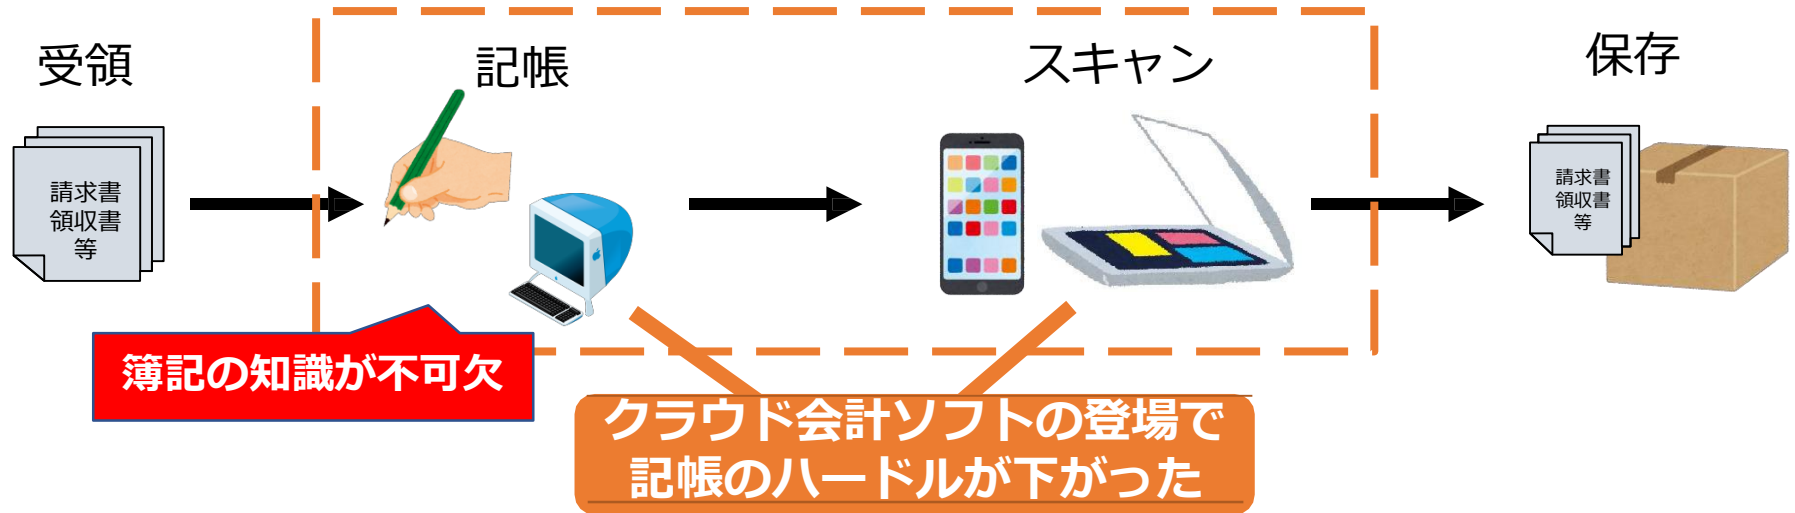 受領
記帳
スキャン
保存
請求書
領収書
等
請求書
領収書
等
簿記の知識が不可欠
クラウド会計ソフトの登場で
記帳のハードルが下がった